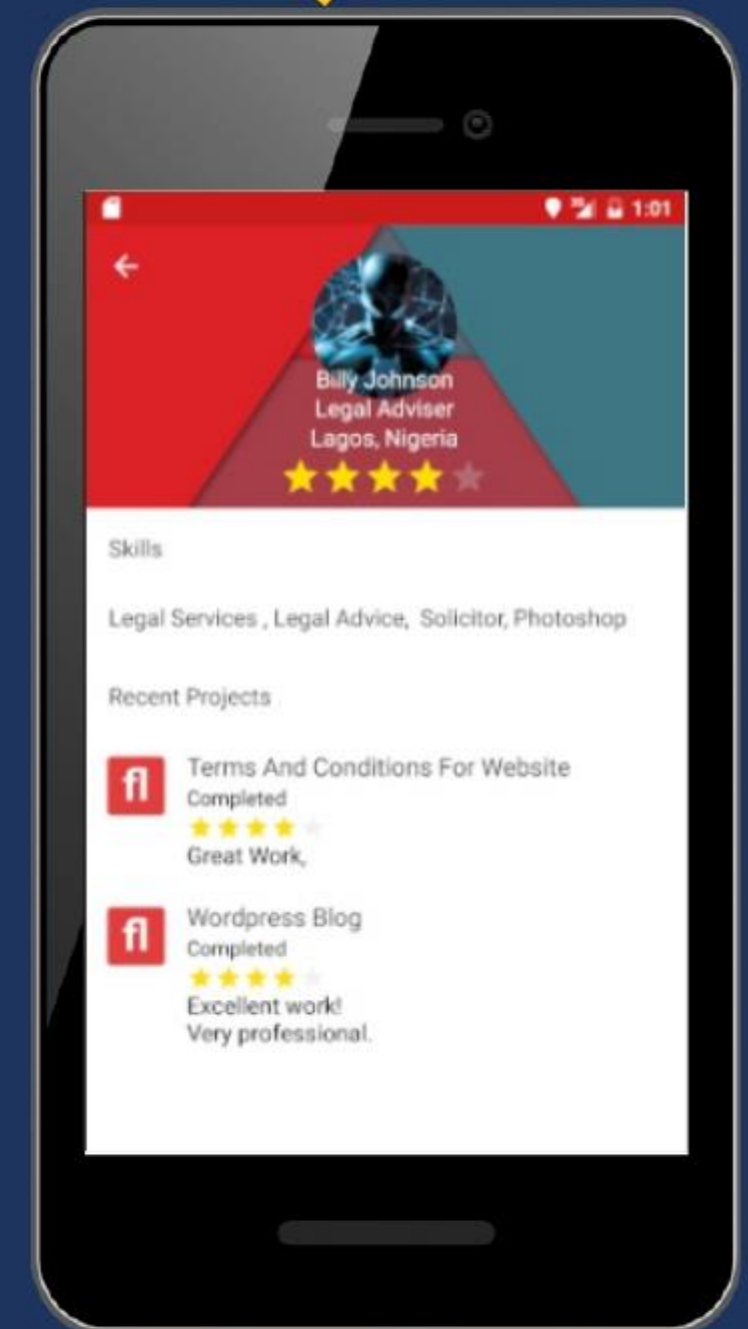 1:01
Billy Johnson
Legal Adviser
Lagos, Nigeria
Skills
Legal Services , Legal Advice, Solicitor, Photoshop
Recent Projects
fl
Terms And Conditions For Website
Completed
Great Work,
fl
Wordpress Blog
Completed
Excellent work!
Very professional.